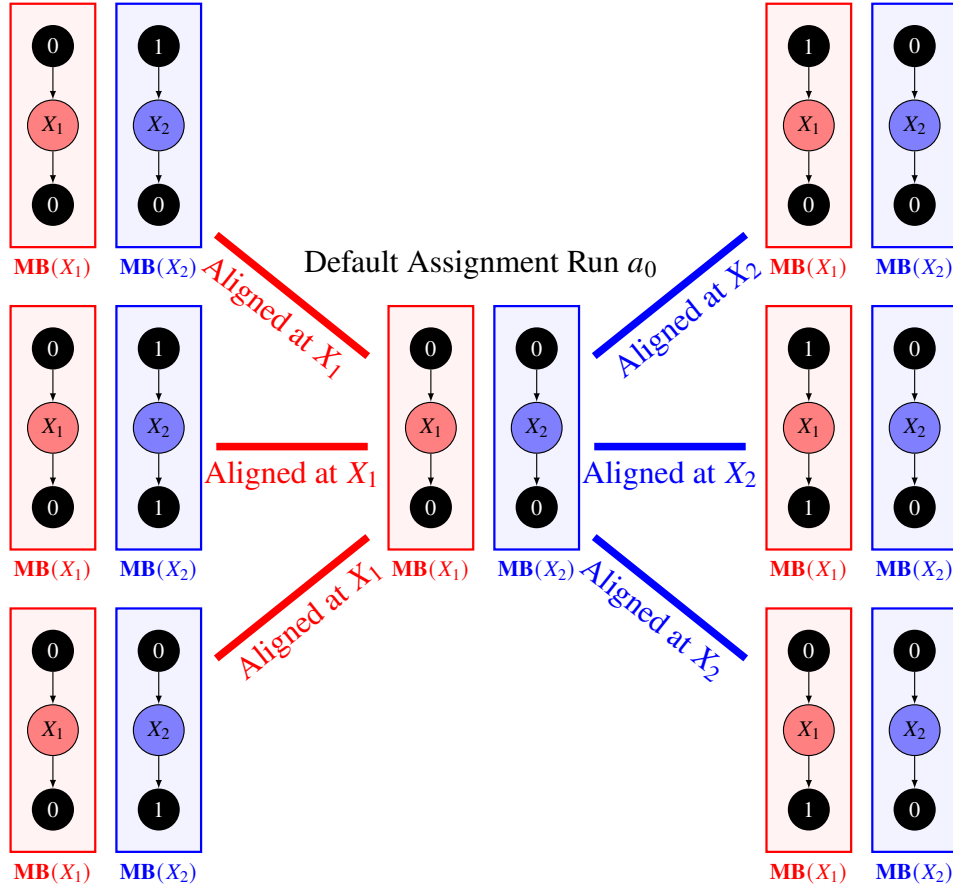 0 1 1 0
X₁ X₂ X₁ X₂
0 0 0 0
MB(X₁) MB(X₂) MB(X₁) MB(X₂)
Default Assignment Run a₀
Aligned at X₁ Aligned at X₂
0 1 0 0 1 0
X₁ X₂ X₁ X₂ X₁ X₂
Aligned at X₁ Aligned at X₂
0 1 0 0 1 0
MB(X₁) MB(X₂) MB(X₁) MB(X₂) MB(X₁) MB(X₂)
Aligned at X₁ Aligned at X₂
0 0 0 0
X₁ X₂ X₁ X₂
0 1 1 0
MB(X₁) MB(X₂) MB(X₁) MB(X₂)